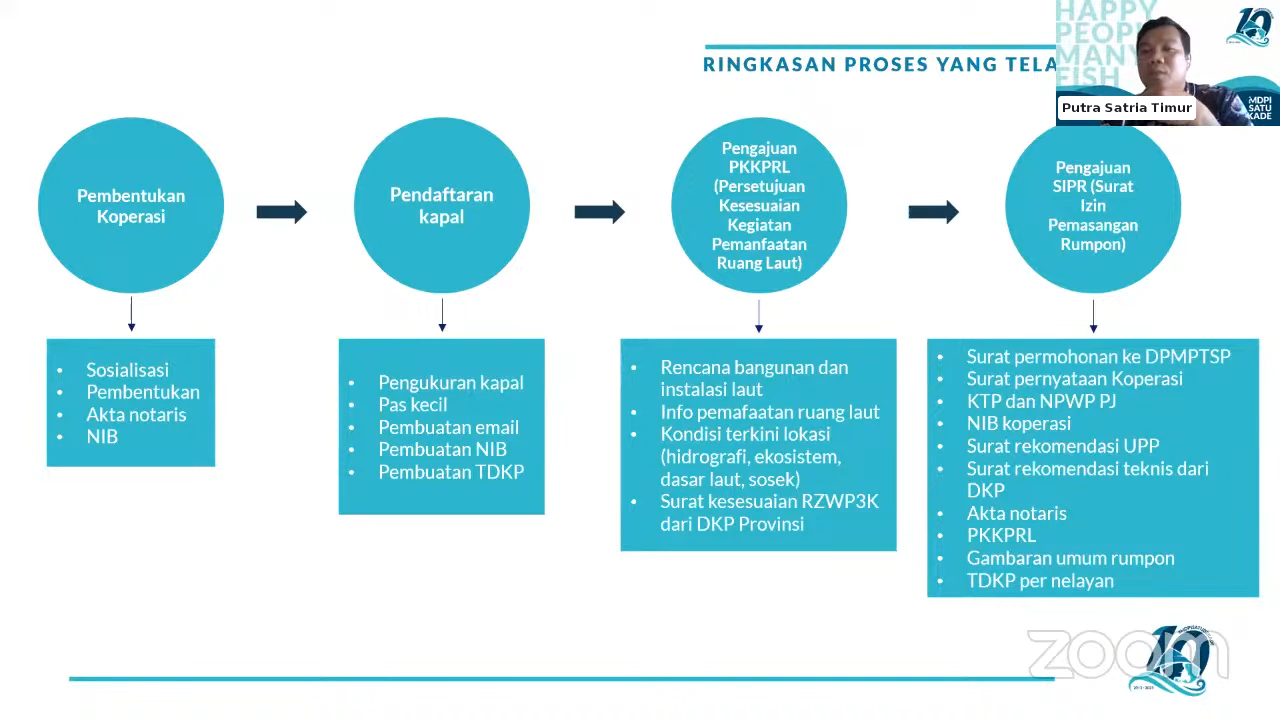 RINGKASAN PROSES YANG TELA
HAPPY
PEOP
MANY
FISH
Putra Satria Timur
MDPI
SATU
KADE
Pembentukan
Koperasi
Pendaftaran
kapal
Pengajuan
PKKPRL
(Persetujuan
Kesesuaian
Kegiatan
Pemanfaatan
Ruang Laut)
Pengajuan
SIPR (Surat
Izin
Pemasangan
Rumpon)
• Sosialisasi
• Pembentukan
• Akta notaris
• NIB
• Pengukuran kapal
• Pas kecil
• Pembuatan email
• Pembuatan NIB
• Pembuatan TDKP
• Rencana bangunan dan
instalasi laut
• Info pemafaatan ruang laut
• Kondisi terkini lokasi
(hidrografi, ekosistem,
dasar laut, sosek)
• Surat kesesuaian RZWP3K
dari DKP Provinsi
• Surat permohonan ke DPMPTSP
• Surat pernyataan Koperasi
• KTP dan NPWP PJ
• NIB koperasi
• Surat rekomendasi UPP
• Surat rekomendasi teknis dari
DKP
• Akta notaris
• PKKPRL
• Gambaran umum rumpon
• TDKP per nelayan
zoom
10